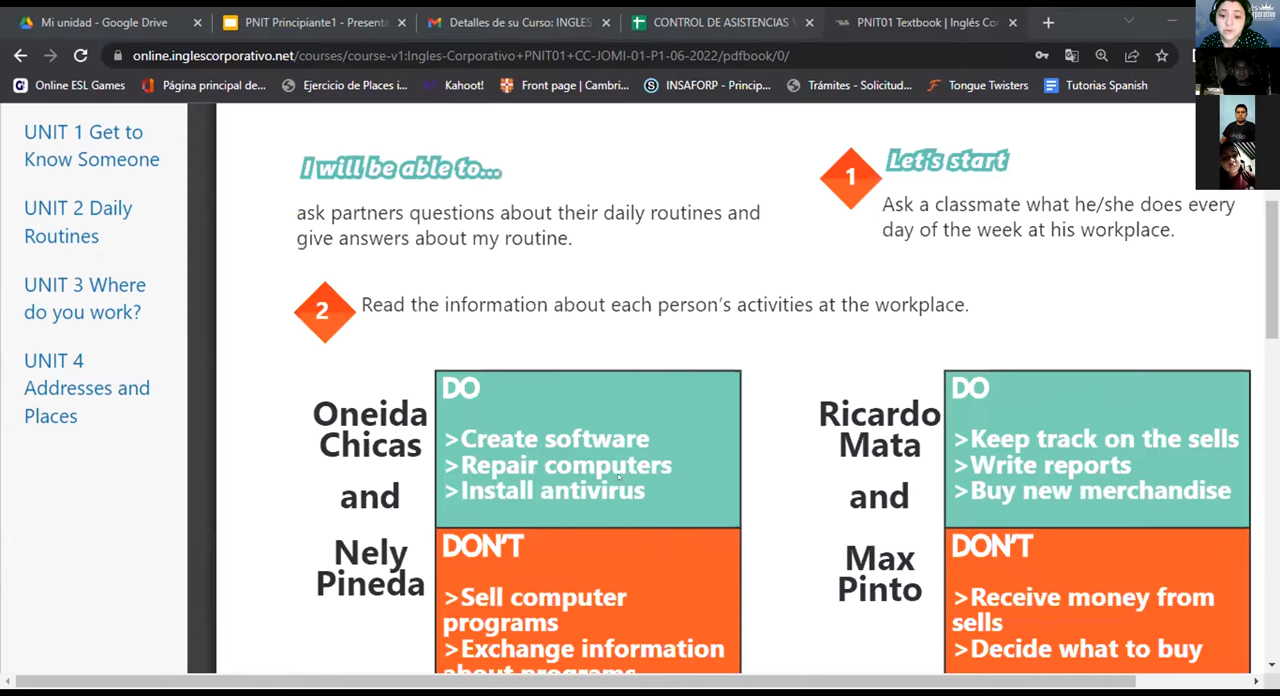 Mi unidad - Google Drive
PNIT Principiante1 - Presenta
Detalles de su Curso: INGLES
CONTROL DE ASISTENCIAS Y
PNIT01 Textbook | Inglés Cor
online.inglescorporativo.net/courses/course-v1:Ingles-Corporativo+PNIT01+CC-JOMI-01-P1-06-2022/pdfbook/0/
Online ESL Games
Página principal de...
Ejercicio de Places i...
Kahoot!
Front page | Cambri...
INSAFORP - Princip...
Trámites - Solicitud...
Tongue Twisters
Tutorias Spanish
UNIT 1 Get to
Know Someone
UNIT 2 Daily
Routines
UNIT 3 Where
do you work?
UNIT 4
Addresses and
Places
I will be able to...
ask partners questions about their daily routines and
give answers about my routine.
1
Let's start
Ask a classmate what he/she does every
day of the week at his workplace.
2
Read the information about each person's activities at the workplace.
Oneida
Chicas
and
Nely
Pineda
DO
>Create software
>Repair computers
>Install antivirus
DON'T
>Sell computer
programs
>Exchange information
about programs
Ricardo
Mata
and
Max
Pinto
DO
>Keep track on the sells
>Write reports
>Buy new merchandise
DON'T
>Receive money from
sells
>Decide what to buy